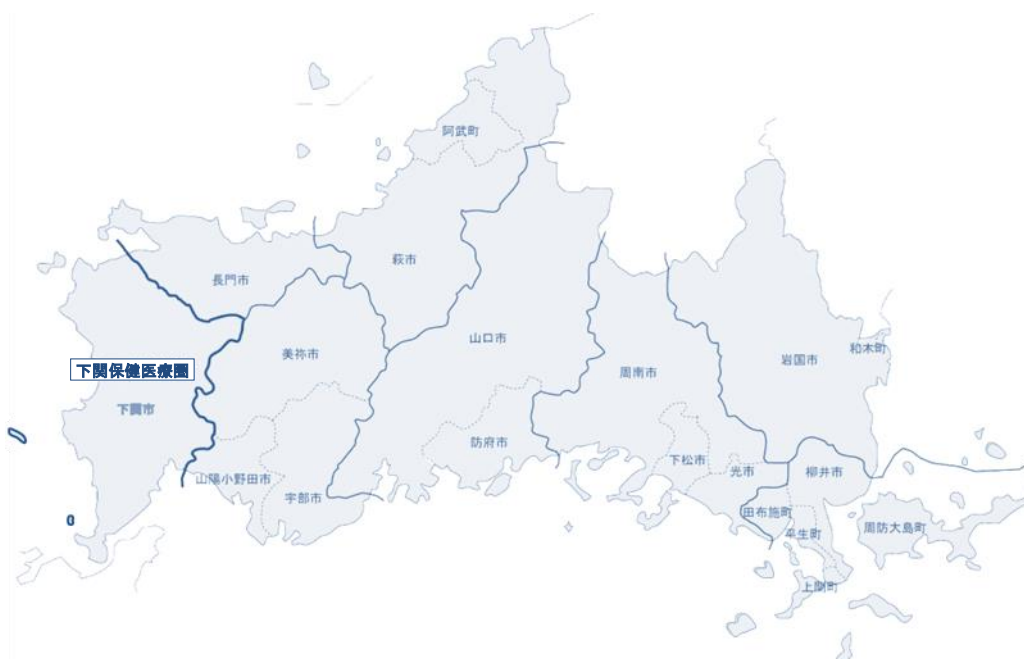 阿武町
萩市
長門市
山口市
美祢市
岩国市
和木町
下関保健医療圏
周南市
下関市
防府市
下松市
光市
柳井市
山陽小野田市
宇部市
田布施町
平生町
周防大島町
上関町